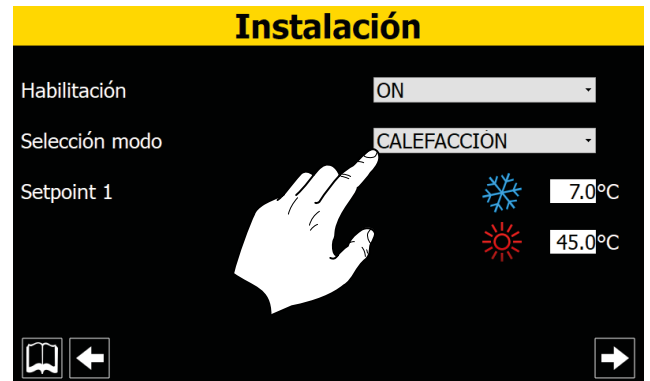 Instalación
Habilitación ON
Selección modo CALEFACCIÓN
Setpoint 1 7.0°C
45.0°C